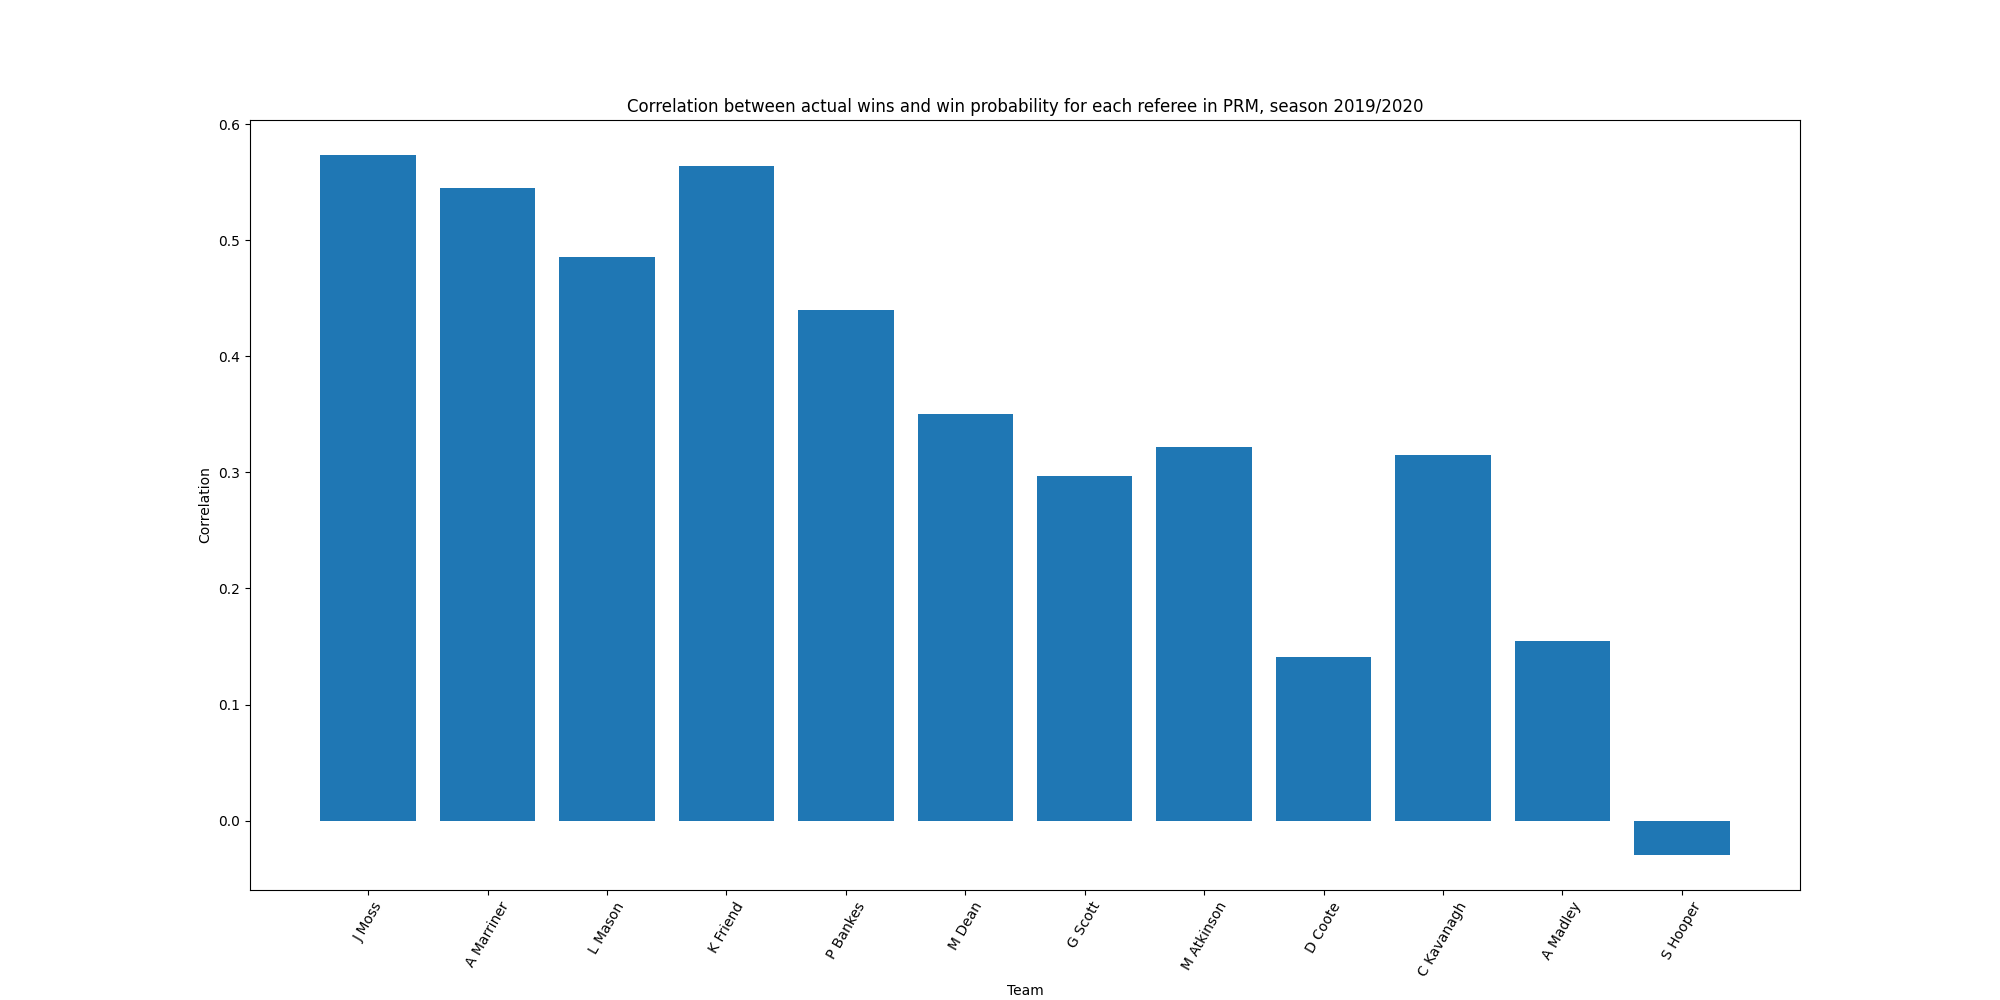 Correlation between actual wins and win probability for each referee in PRM, season 2019/2020
0.6
0.5
0.4
0.3
0.2
0.1
0.0
Correlation
J Moss
A Marriner
L Mason
K Friend
P Bankes
M Dean
G Scott
M Atkinson
D Coote
C Kavanagh
A Madley
S Hooper
Team